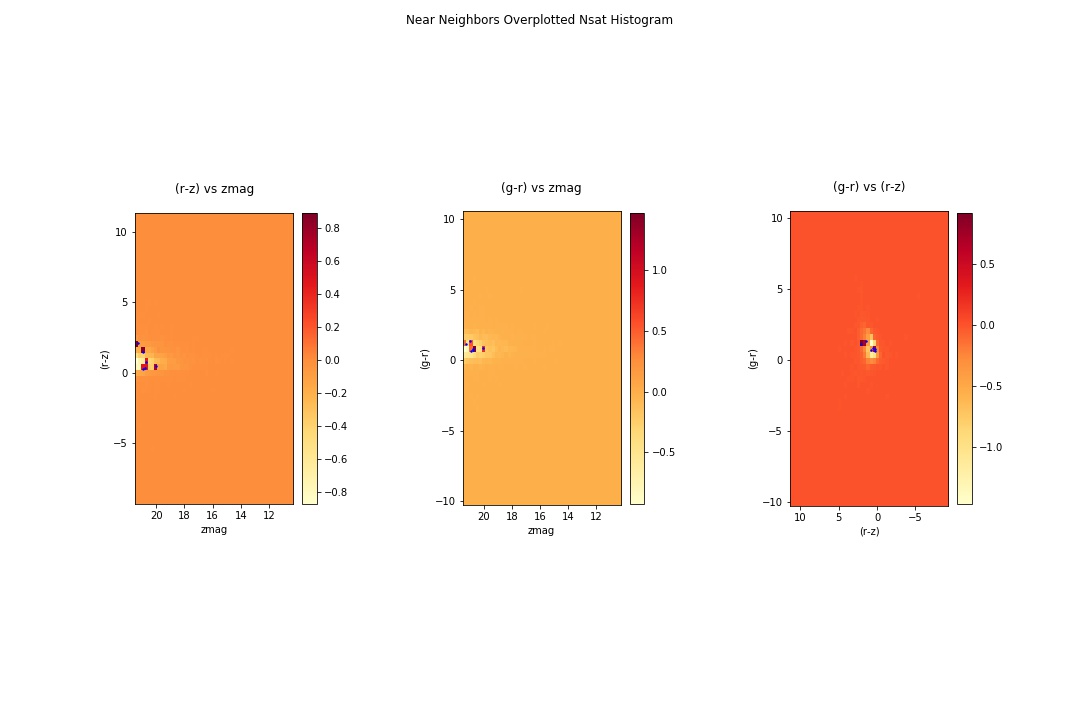 Near Neighbors Overplotted Nsat Histogram
(r-z) vs zmag
(r-z)
10
5
0
−5
20 18 16 14 12
zmag
0.8
0.6
0.4
0.2
0.0
−0.2
−0.4
−0.6
−0.8
(g-r) vs zmag
(g-r)
10
5
0
−5
−10
20 18 16 14 12
zmag
1.0
0.5
0.0
−0.5
(g-r) vs (r-z)
(g-r)
10
5
0
−5
−10
10 5 0 −5
(r-z)
0.5
0.0
−0.5
−1.0